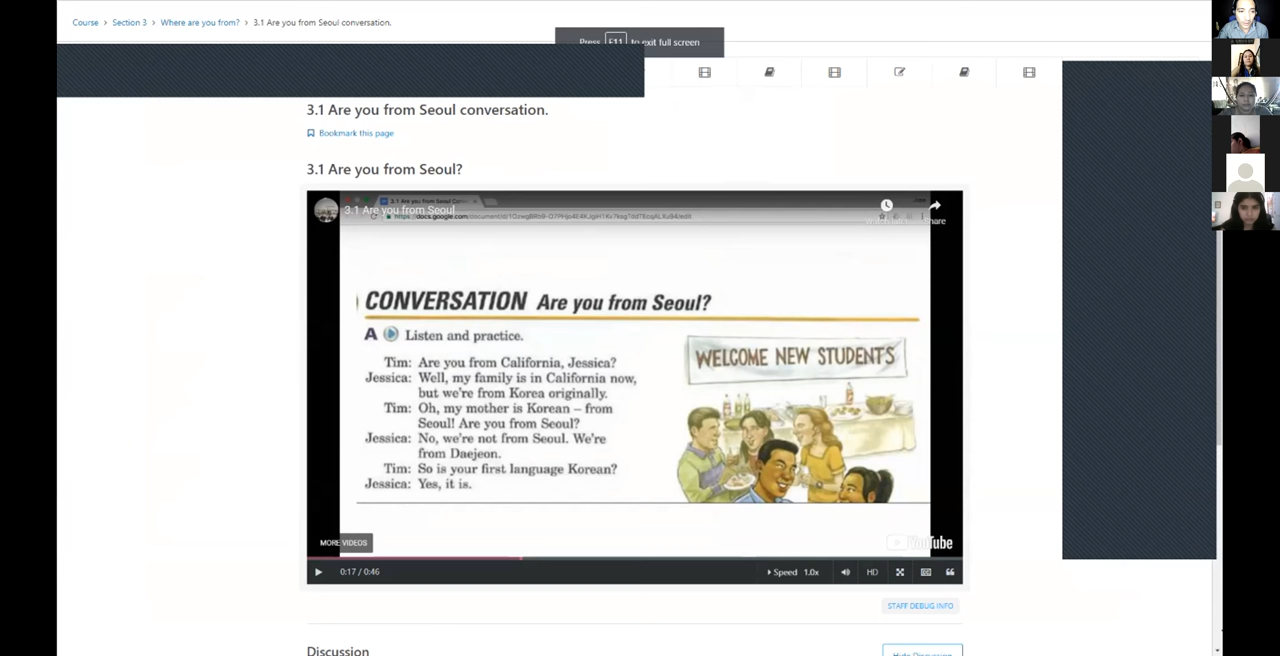 Course > Section 3 > Where are you from? > 3.1 Are you from Seoul conversation.
Press F11 to exit full screen
3.1 Are you from Seoul conversation.
Bookmark this page
3.1 Are you from Seoul?
3.1 Are you from Seoul
CONVERSATION Are you from Seoul?
A Listen and practice.
Tim: Are you from California, Jessica?
Jessica: Well, my family is in California now,
but we're from Korea originally.
Tim: Oh, my mother is Korean – from
Seoul! Are you from Seoul?
Jessica: No, we're not from Seoul. We're
from Daejeon.
Tim: So is your first language Korean?
Jessica: Yes, it is.
WELCOME NEW STUDENTS
MORE VIDEOS
YouTube
0:17 / 0:46
Speed 1.0x
HD
STAFF DEBUG INFO
Discussion
Hide Discussion